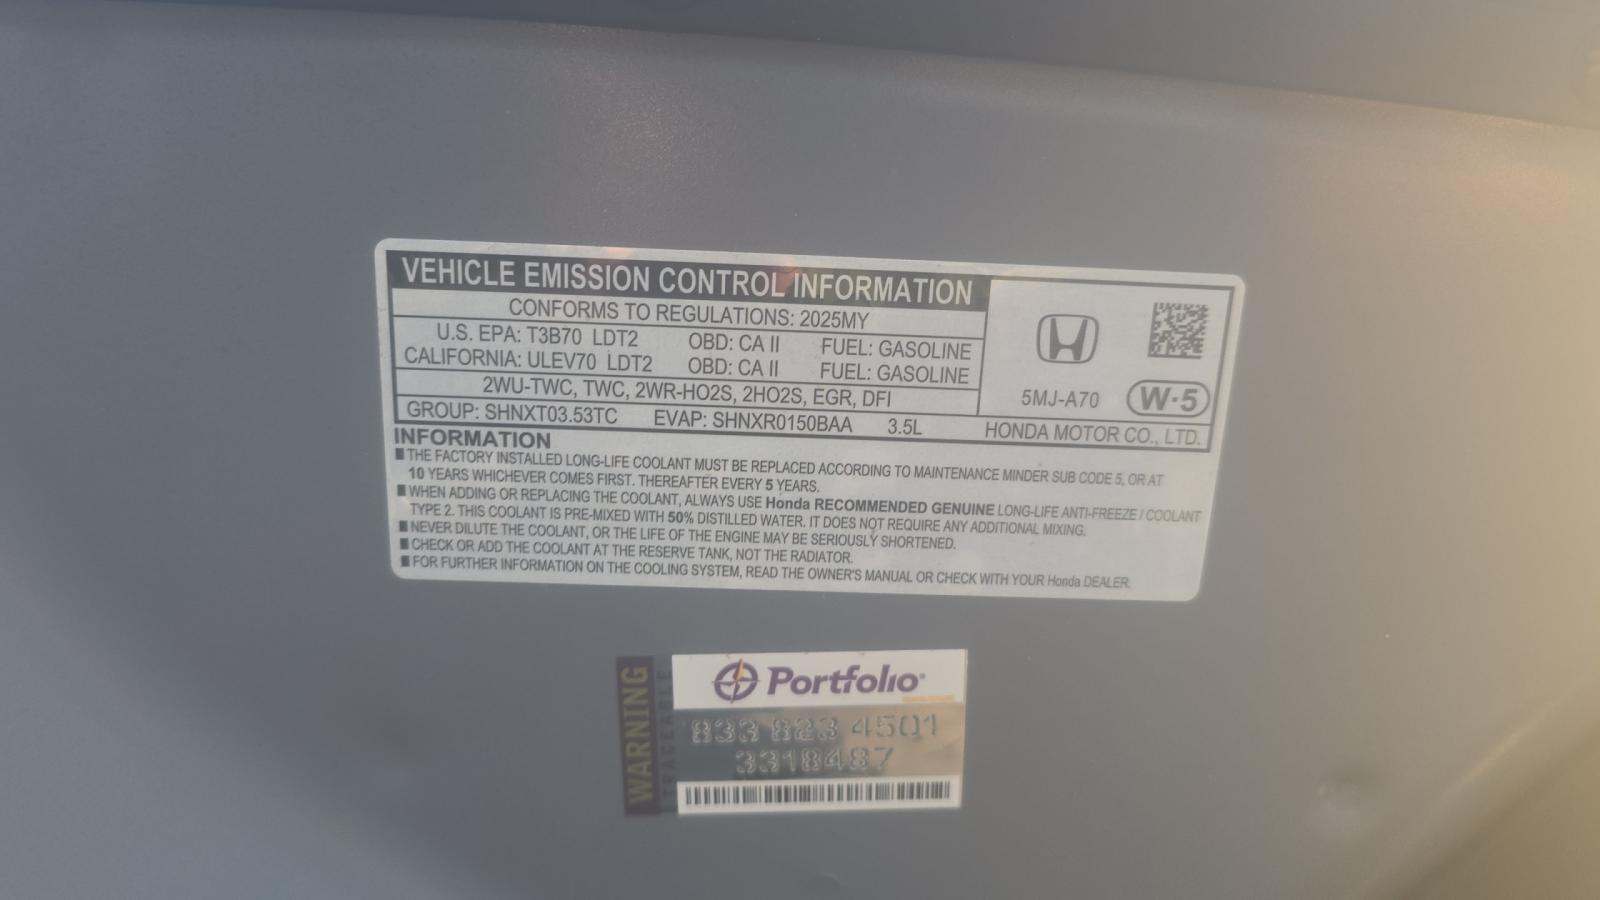 VEHICLE EMISSION CONTROL INFORMATION
CONFORMS TO REGULATIONS: 2025MY
U.S. EPA: T3B70 LDT2 OBD: CA II FUEL: GASOLINE
CALIFORNIA: ULEV70 LDT2 OBD: CA II FUEL: GASOLINE
2WU-TWC, TWC, 2WR-HO2S, 2HO2S, EGR, DFI
5MJ-A70 W-5
GROUP: SHNXT03.53TC EVAP: SHNXR0150BAA 3.5L HONDA MOTOR CO., LTD.
INFORMATION
■ THE FACTORY INSTALLED LONG-LIFE COOLANT MUST BE REPLACED ACCORDING TO MAINTENANCE MINDER SUB CODE 5, OR AT
10 YEARS WHICHEVER COMES FIRST. THEREAFTER EVERY 5 YEARS.
■ WHEN ADDING OR REPLACING THE COOLANT, ALWAYS USE Honda RECOMMENDED GENUINE LONG-LIFE ANTI-FREEZE / COOLANT
TYPE 2. THIS COOLANT IS PRE-MIXED WITH 50% DISTILLED WATER. IT DOES NOT REQUIRE ANY ADDITIONAL MIXING.
■ NEVER DILUTE THE COOLANT, OR THE LIFE OF THE ENGINE MAY BE SERIOUSLY SHORTENED.
■ CHECK OR ADD THE COOLANT AT THE RESERVE TANK, NOT THE RADIATOR.
■ FOR FURTHER INFORMATION ON THE COOLING SYSTEM, READ THE OWNER'S MANUAL OR CHECK WITH YOUR Honda DEALER.
WARNING
TRACEABLE
Portfolio
833 823 4501
3318487